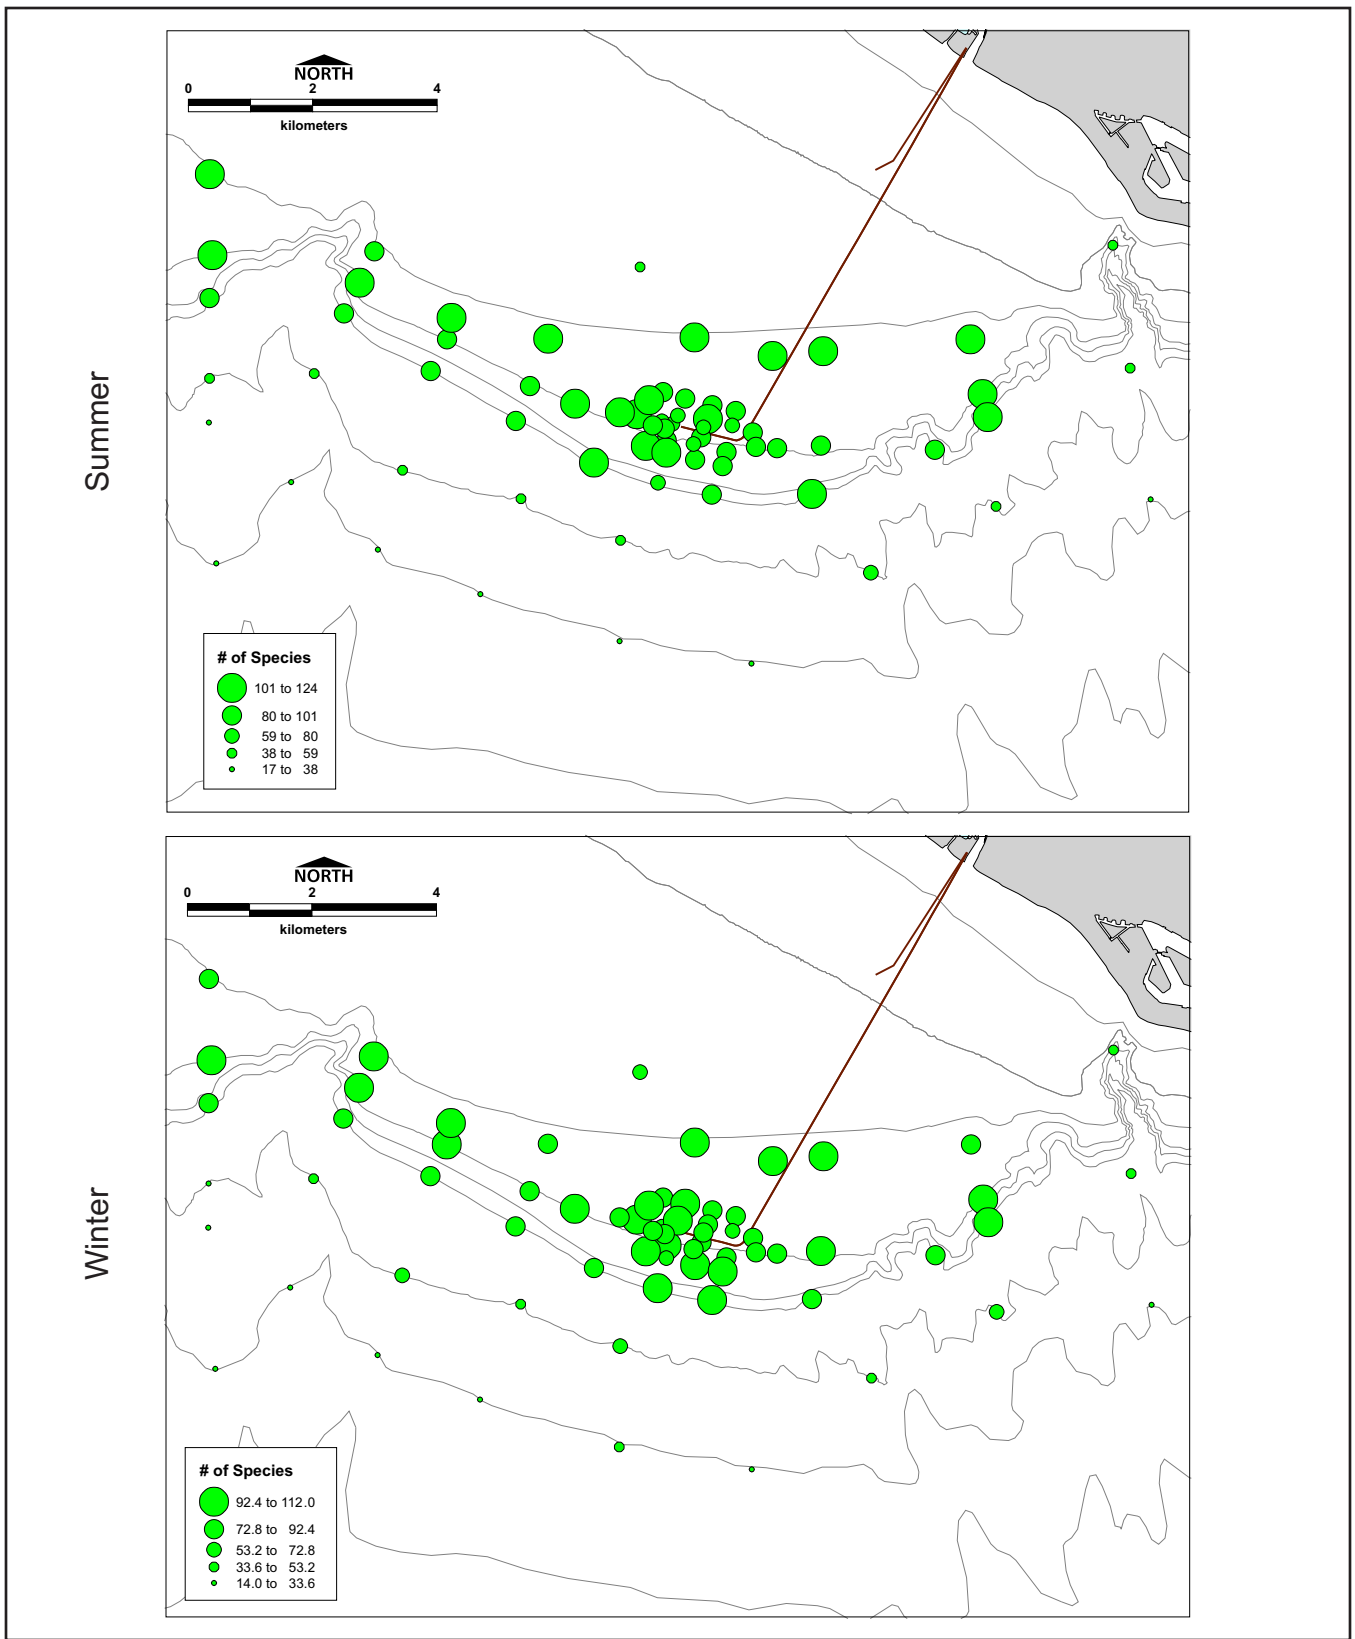 Summer
NORTH
0 2 4
kilometers
# of Species
101 to 124
80 to 101
59 to 80
38 to 59
17 to 38
Winter
NORTH
0 2 4
kilometers
# of Species
92.4 to 112.0
72.8 to 92.4
53.2 to 72.8
33.6 to 53.2
14.0 to 33.6